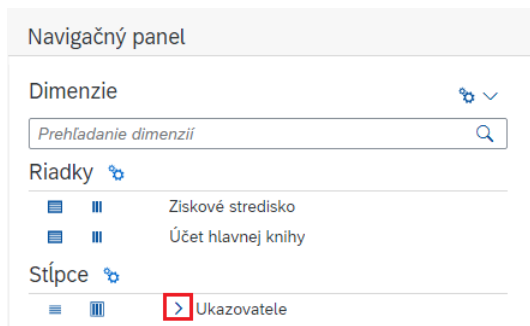 Navigačný panel
Dimenzie
Prehľadanie dimenzií
Riadky
Ziskové stredisko
Účet hlavnej knihy
Stĺpce
Ukazovatele